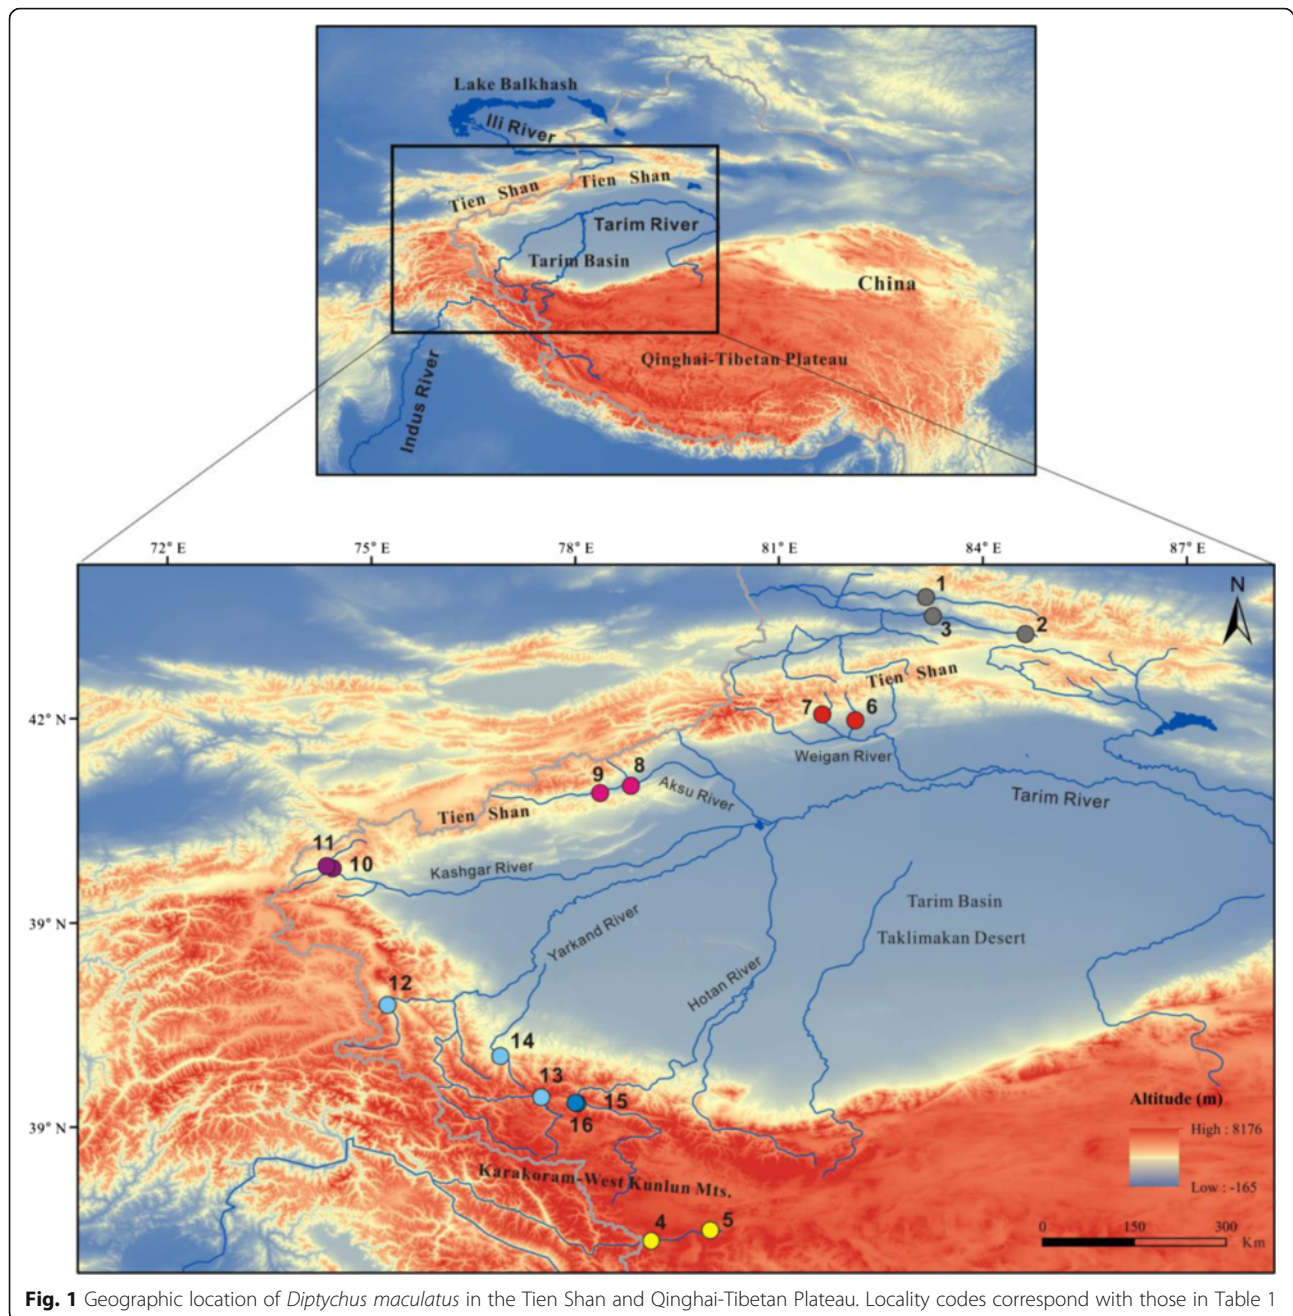 Lake Balkhash
Ili River
Tien Shan
Tien Shan
Tarim River
Tarim Basin
China
Qinghai-Tibetan Plateau
Indus River
72° E
75° E
78° E
81° E
84° E
87° E
1
N
3
2
Tien Shan
42° N
7
6
Weigan River
9
8
Aksu River
Tien Shan
Tarim River
11
10
Kashgar River
Tarim Basin
39° N
Yarkand River
Taklimakan Desert
Hotan River
12
14
13
15
16
39° N
Altitude (m)
High : 8176
Low : -165
Karakoram-West Kunlun Mts.
4
5
0
150
300
Km
Fig. 1 Geographic location of Diptychus maculatus in the Tien Shan and Qinghai-Tibetan Plateau. Locality codes correspond with those in Table 1